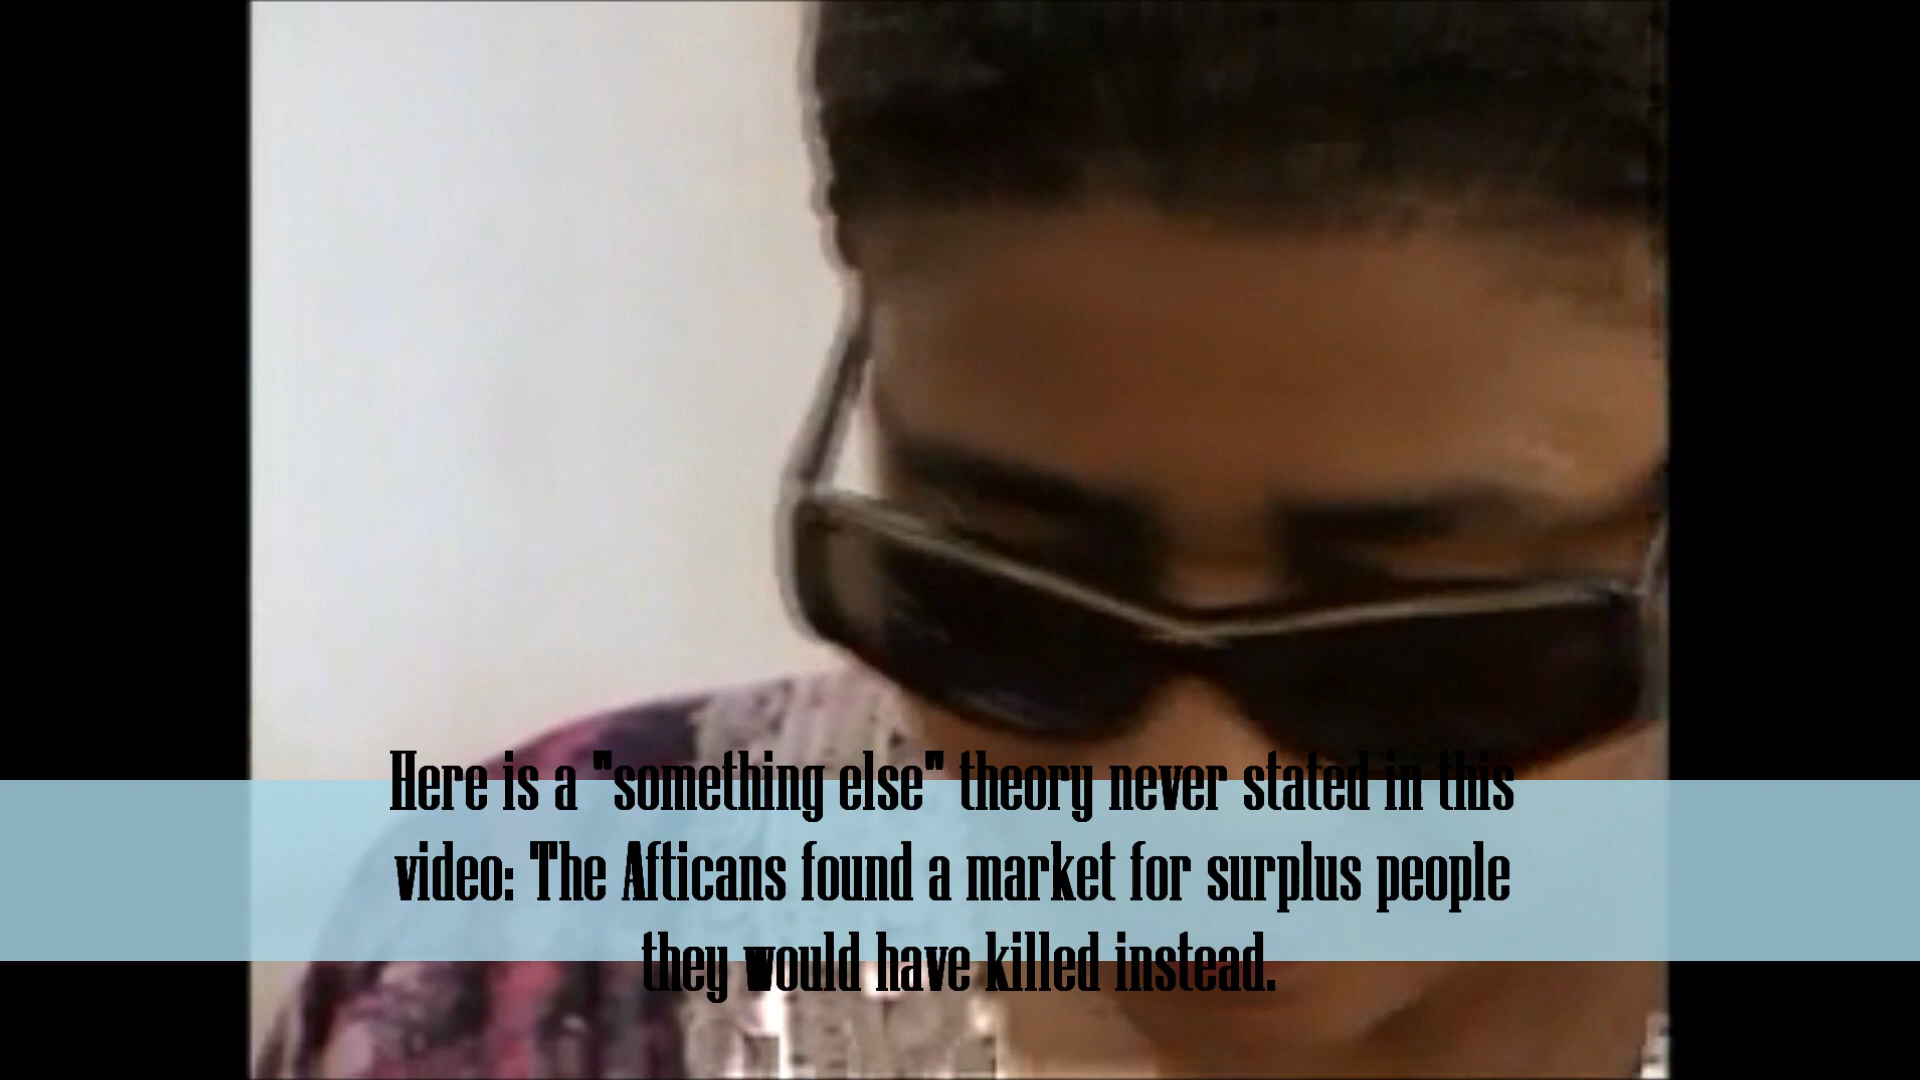 Here is a "something else" theory never stated in this
video: The Afticans found a market for surplus people
they would have killed instead.